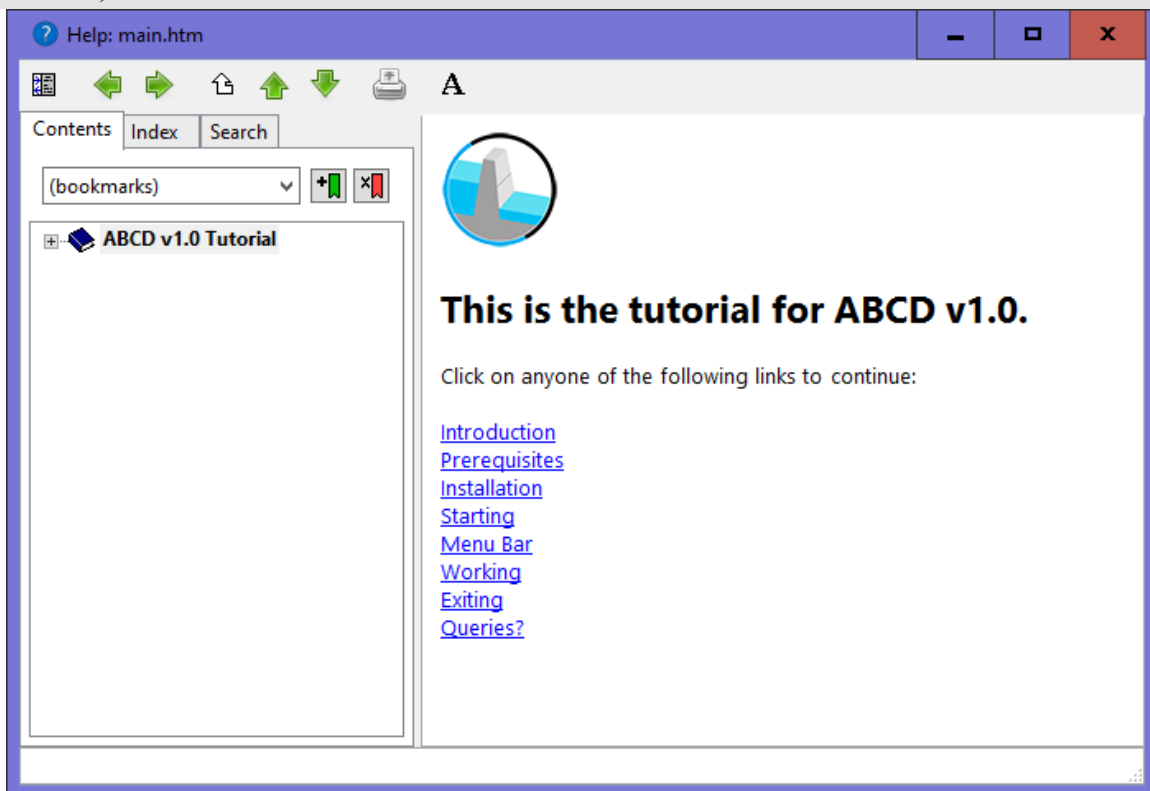 Help: main.htm
A
Contents Index Search
(bookmarks)
ABCD v1.0 Tutorial
This is the tutorial for ABCD v1.0.
Click on anyone of the following links to continue:
Introduction
Prerequisites
Installation
Starting
Menu Bar
Working
Exiting
Queries?